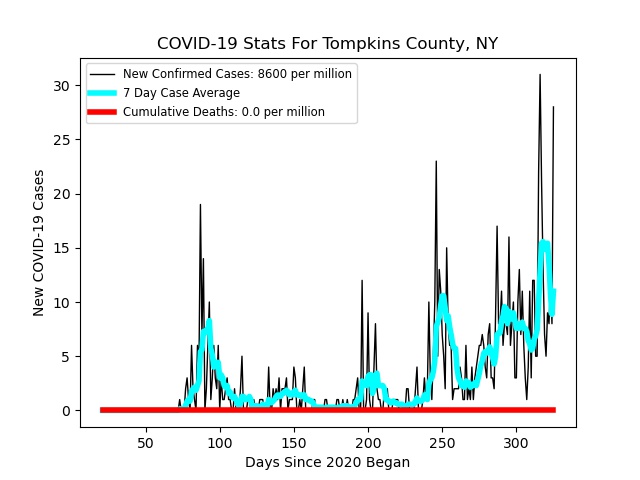 COVID-19 Stats For Tompkins County, NY
New Confirmed Cases: 8600 per million
7 Day Case Average
Cumulative Deaths: 0.0 per million
New COVID-19 Cases
30
25
20
15
10
5
0
50 100 150 200 250 300
Days Since 2020 Began